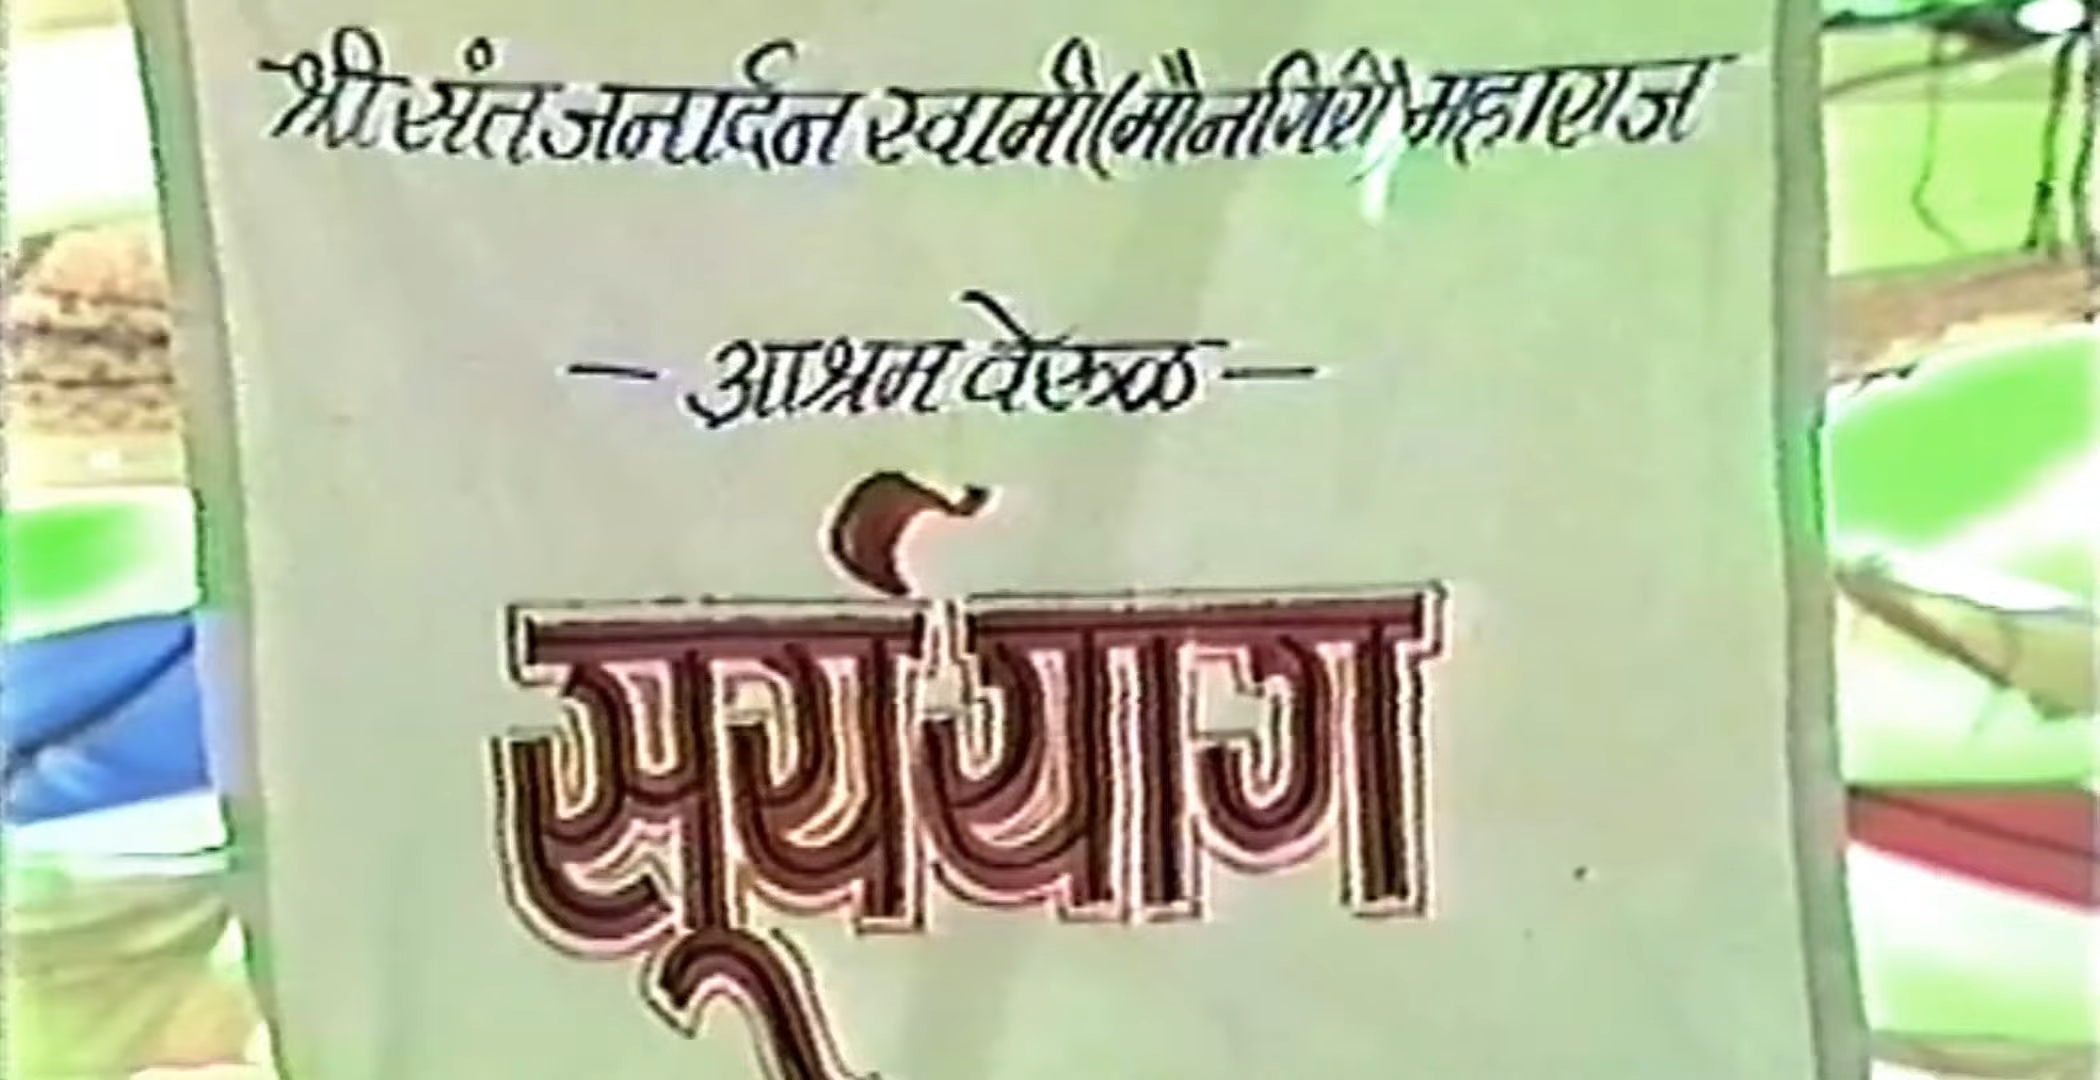 श्री संत जनार्दन स्वामी (मौनगिरी) महाराज
– आश्रम वेरूळ –
सूर्ययाग